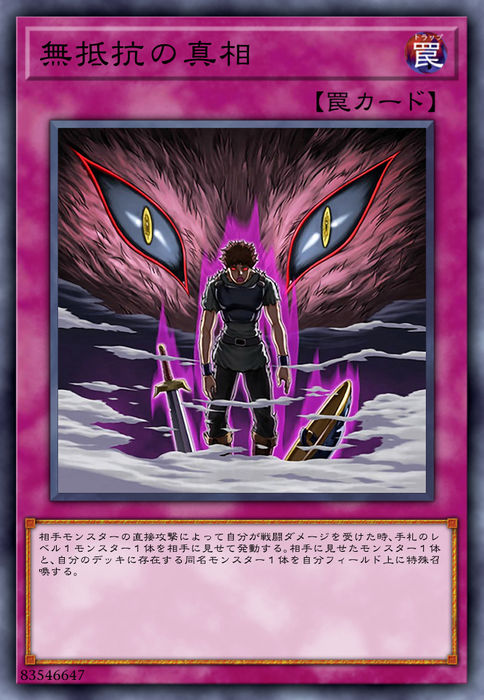 無抵抗の真相
トラップ
罠
【罠カード】
相手モンスターの直接攻撃によって自分が戦闘ダメージを受けた時、手札のレ
ベル１モンスター１体を相手に見せて発動する。相手に見せたモンスター１体
と、自分のデッキに存在する同名モンスター１体を自分フィールド上に特殊召
喚する。
83546647